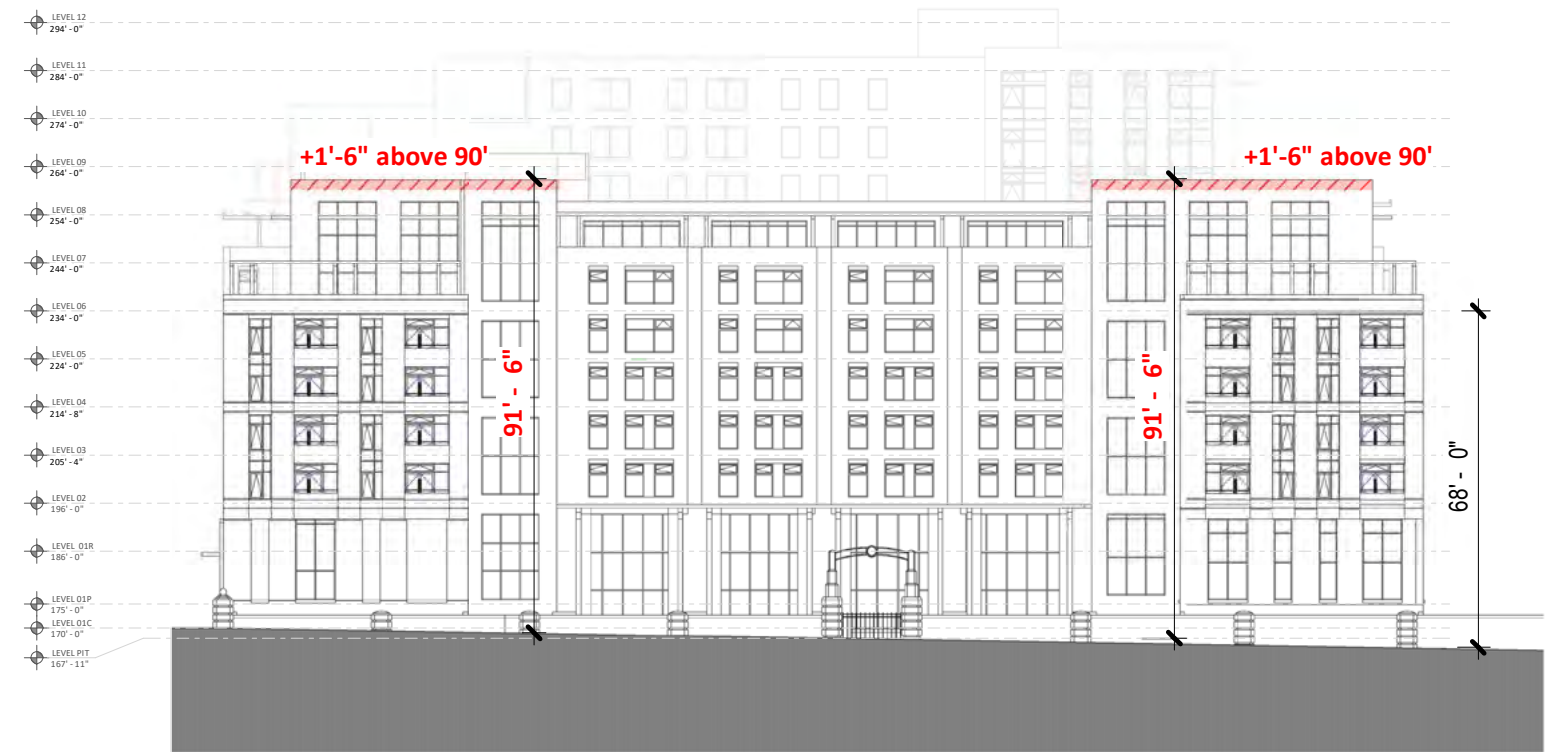 LEVEL 12
294' - 0"
LEVEL 11
284' - 0"
LEVEL 10
274' - 0"
LEVEL 09
264' - 0"
LEVEL 08
254' - 0"
LEVEL 07
244' - 0"
LEVEL 06
234' - 0"
LEVEL 05
224' - 0"
LEVEL 04
214' - 8"
LEVEL 03
205' - 4"
LEVEL 02
196' - 0"
LEVEL 01R
186' - 0"
LEVEL 01P
175' - 0"
LEVEL 01C
170' - 0"
LEVEL PIT
167' - 11"
+1'-6" above 90'
+1'-6" above 90'
91' - 6"
91' - 6"
68' - 0"